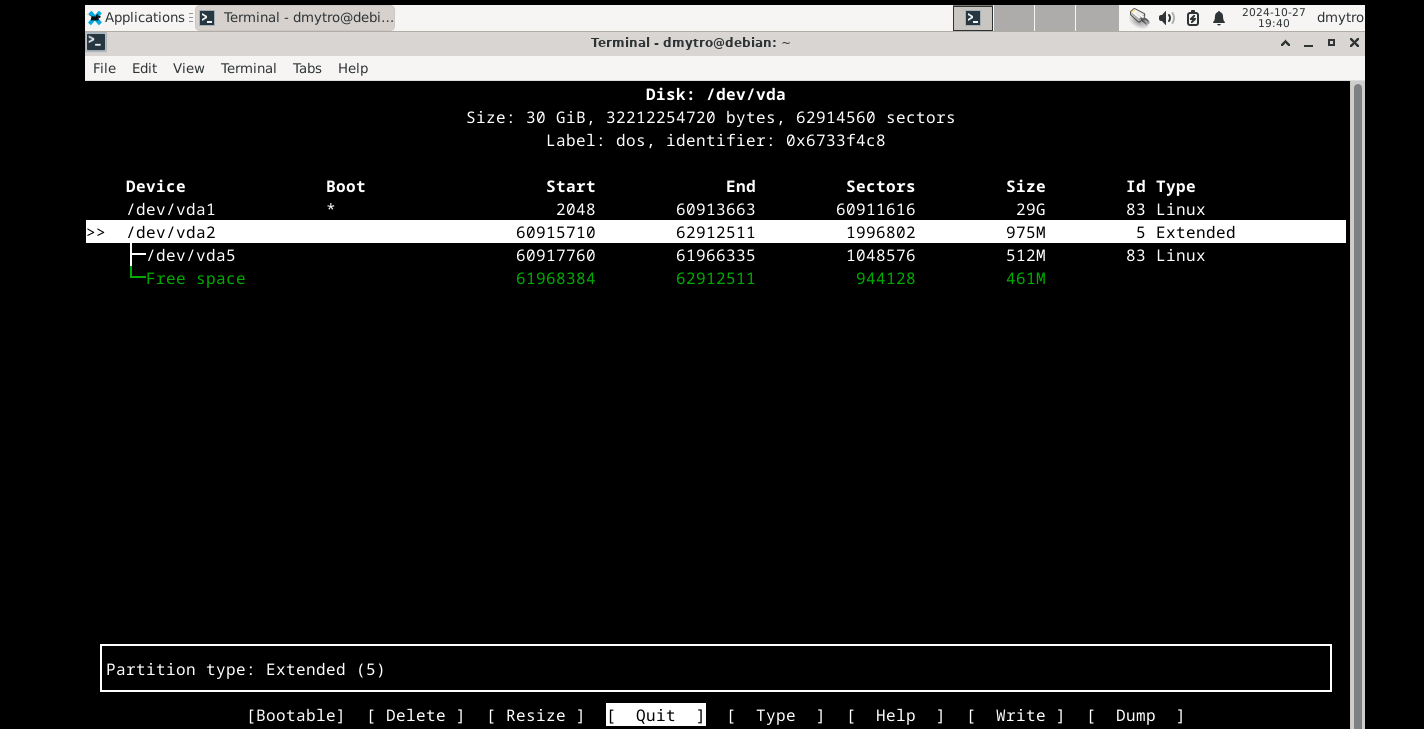 Applications
Terminal - dmytro@debi...
2024-10-27
19:40
dmytro
Terminal - dmytro@debian: ~
File Edit View Terminal Tabs Help
Disk: /dev/vda
Size: 30 GiB, 32212254720 bytes, 62914560 sectors
Label: dos, identifier: 0x6733f4c8
Device Boot Start End Sectors Size Id Type
/dev/vda1 * 2048 60913663 60911616 29G 83 Linux
>> /dev/vda2 60915710 62912511 1996802 975M 5 Extended
├─/dev/vda5 60917760 61966335 1048576 512M 83 Linux
└─Free space 61968384 62912511 944128 461M
Partition type: Extended (5)
[Bootable] [ Delete ] [ Resize ] [ Quit ] [ Type ] [ Help ] [ Write ] [ Dump ]